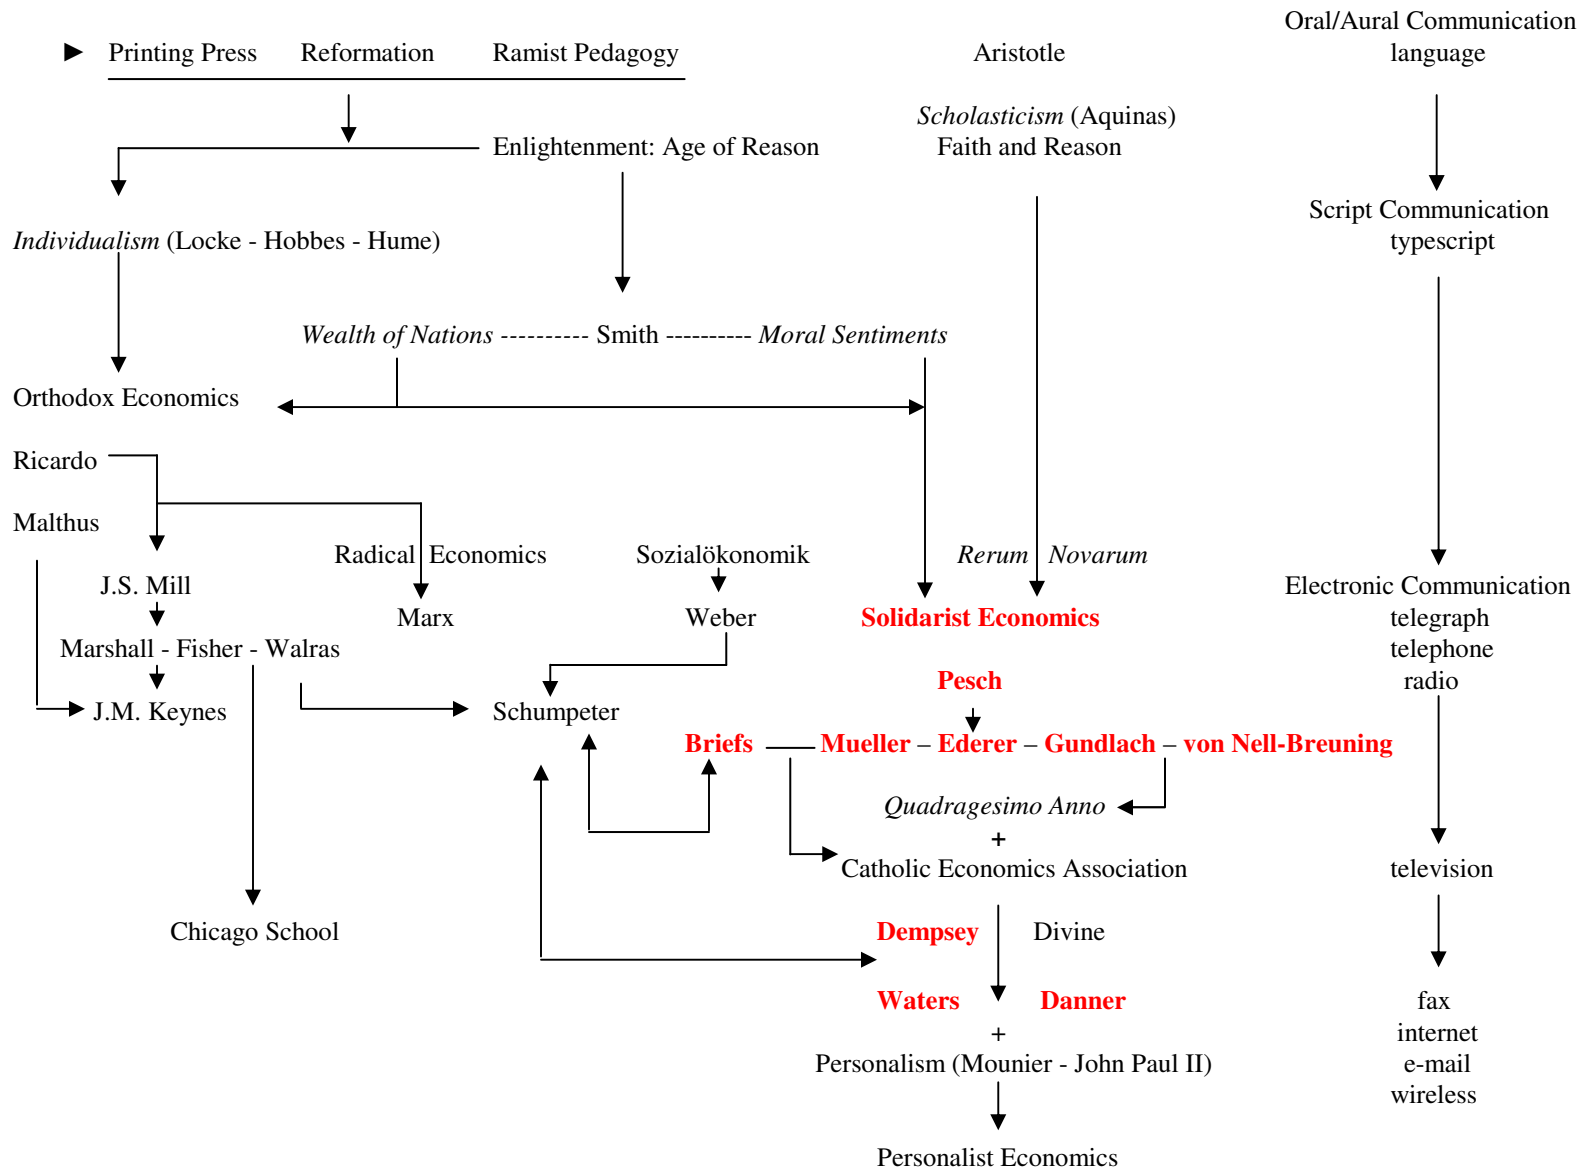 Oral/Aural Communication
► Printing Press Reformation Ramist Pedagogy Aristotle language
Scholasticism (Aquinas)
Enlightenment: Age of Reason Faith and Reason
Script Communication
Individualism (Locke - Hobbes - Hume) typescript
Wealth of Nations ---------- Smith ---------- Moral Sentiments
Orthodox Economics
Ricardo
Malthus
Radical Economics Sozialökonomik Rerum Novarum
J.S. Mill Electronic Communication
Marx Weber Solidarist Economics telegraph
Marshall - Fisher - Walras telephone
Pesch radio
J.M. Keynes Schumpeter
Briefs Mueller – Ederer – Gundlach – von Nell-Breuning
Quadragesimo Anno
+
Catholic Economics Association television
Chicago School Dempsey Divine
Waters Danner fax
+ internet
Personalism (Mounier - John Paul II) e-mail
wireless
Personalist Economics